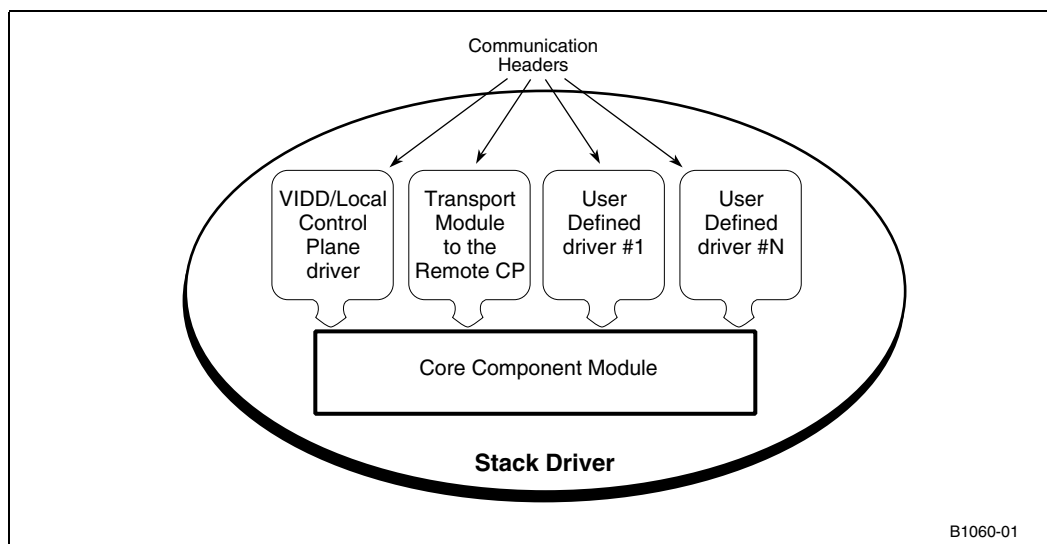 Communication
Headers
VIDD/Local
Control
Plane
driver
Transport
Module
to the
Remote CP
User
Defined
driver #1
User
Defined
driver #N
Core Component Module
Stack Driver
B1060-01